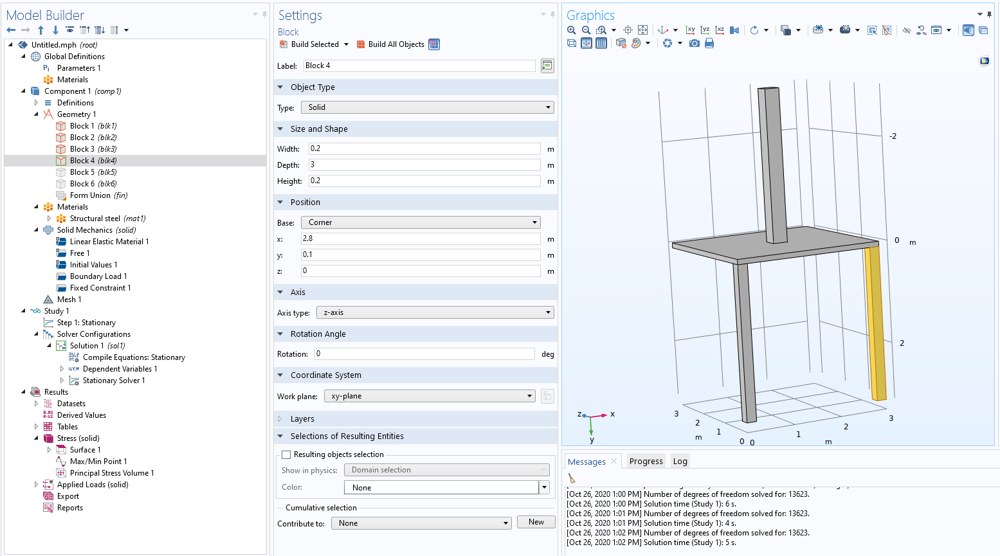 Model Builder
Untitled.mph (root)
Global Definitions
Pi Parameters 1
Materials
Component 1 (comp1)
Definitions
Geometry 1
Block 1 (blk1)
Block 2 (blk2)
Block 3 (blk3)
Block 4 (blk4)
Block 5 (blk5)
Block 6 (blk6)
Form Union (fin)
Materials
Structural steel (mat1)
Solid Mechanics (solid)
Linear Elastic Material 1
Free 1
Initial Values 1
Boundary Load 1
Fixed Constraint 1
Mesh 1
Study 1
Step 1: Stationary
Solver Configurations
Solution 1 (sol1)
Compile Equations: Stationary
u,v,w Dependent Variables 1
Stationary Solver 1
Results
Datasets
8.85 e-12 Derived Values
Tables
Stress (solid)
Surface 1
Max/Min Point 1
Principal Stress Volume 1
Applied Loads (solid)
Export
Reports
Settings
Block
Build Selected
Build All Objects
Label: Block 4
Object Type
Type: Solid
Size and Shape
Width: 0.2 m
Depth: 3 m
Height: 0.2 m
Position
Base: Corner
x: 2.8 m
y: 0.1 m
z: 0 m
Axis
Axis type: z-axis
Rotation Angle
Rotation: 0 deg
Coordinate System
Work plane: xy-plane
Layers
Selections of Resulting Entities
Resulting objects selection
Show in physics: Domain selection
Color: None
Cumulative selection
Contribute to: None New
Graphics
xy yz xz
-2
0 m
2
z x
y
3
2
m 1
0 0
1
m
2
3
Messages
Progress
Log
[Oct 26, 2020 1:00 PM] Number of degrees of freedom solved for: 13623.
[Oct 26, 2020 1:00 PM] Solution time (Study 1): 6 s.
[Oct 26, 2020 1:01 PM] Number of degrees of freedom solved for: 13623.
[Oct 26, 2020 1:01 PM] Solution time (Study 1): 4 s.
[Oct 26, 2020 1:02 PM] Number of degrees of freedom solved for: 13623.
[Oct 26, 2020 1:02 PM] Solution time (Study 1): 5 s.